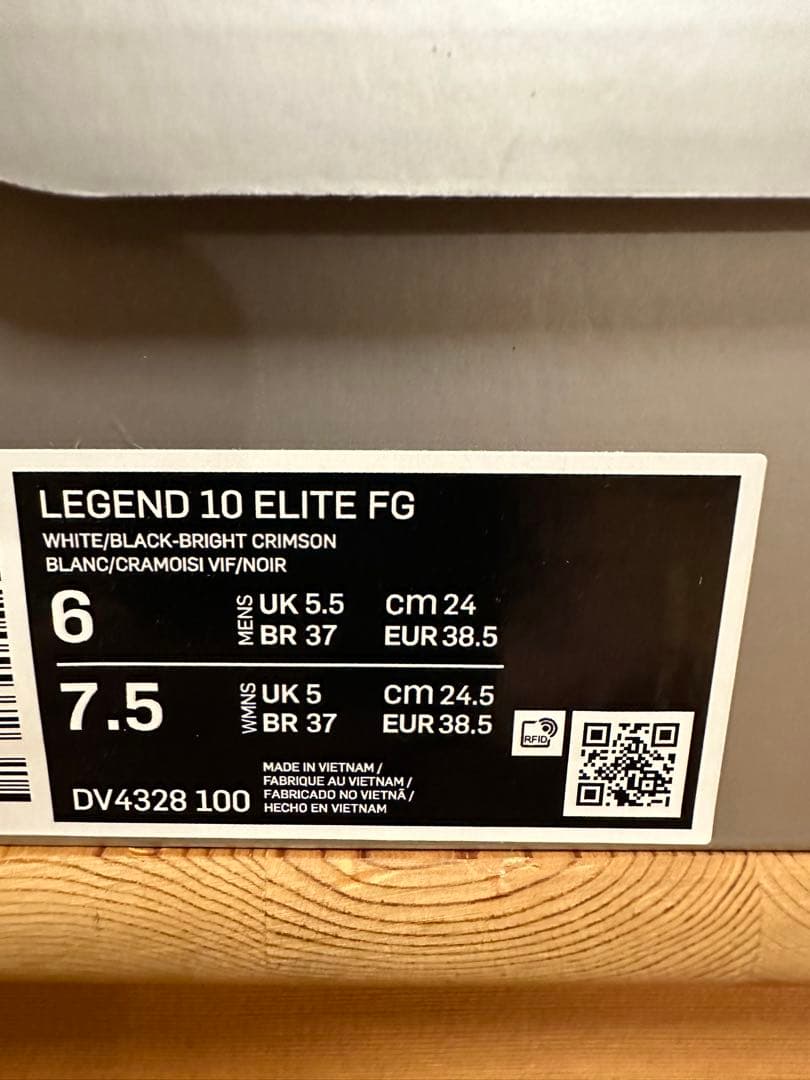 LEGEND 10 ELITE FG
WHITE/BLACK-BRIGHT CRIMSON
BLANC/CRAMOISI VIF/NOIR
6 MENS UK 5.5 cm 24
BR 37 EUR 38.5
7.5 WMNS UK 5 cm 24.5
BR 37 EUR 38.5
RFID
MADE IN VIETNAM /
FABRIQUE AU VIETNAM /
FABRICADO NO VIETNÃ /
HECHO EN VIETNAM
DV4328 100